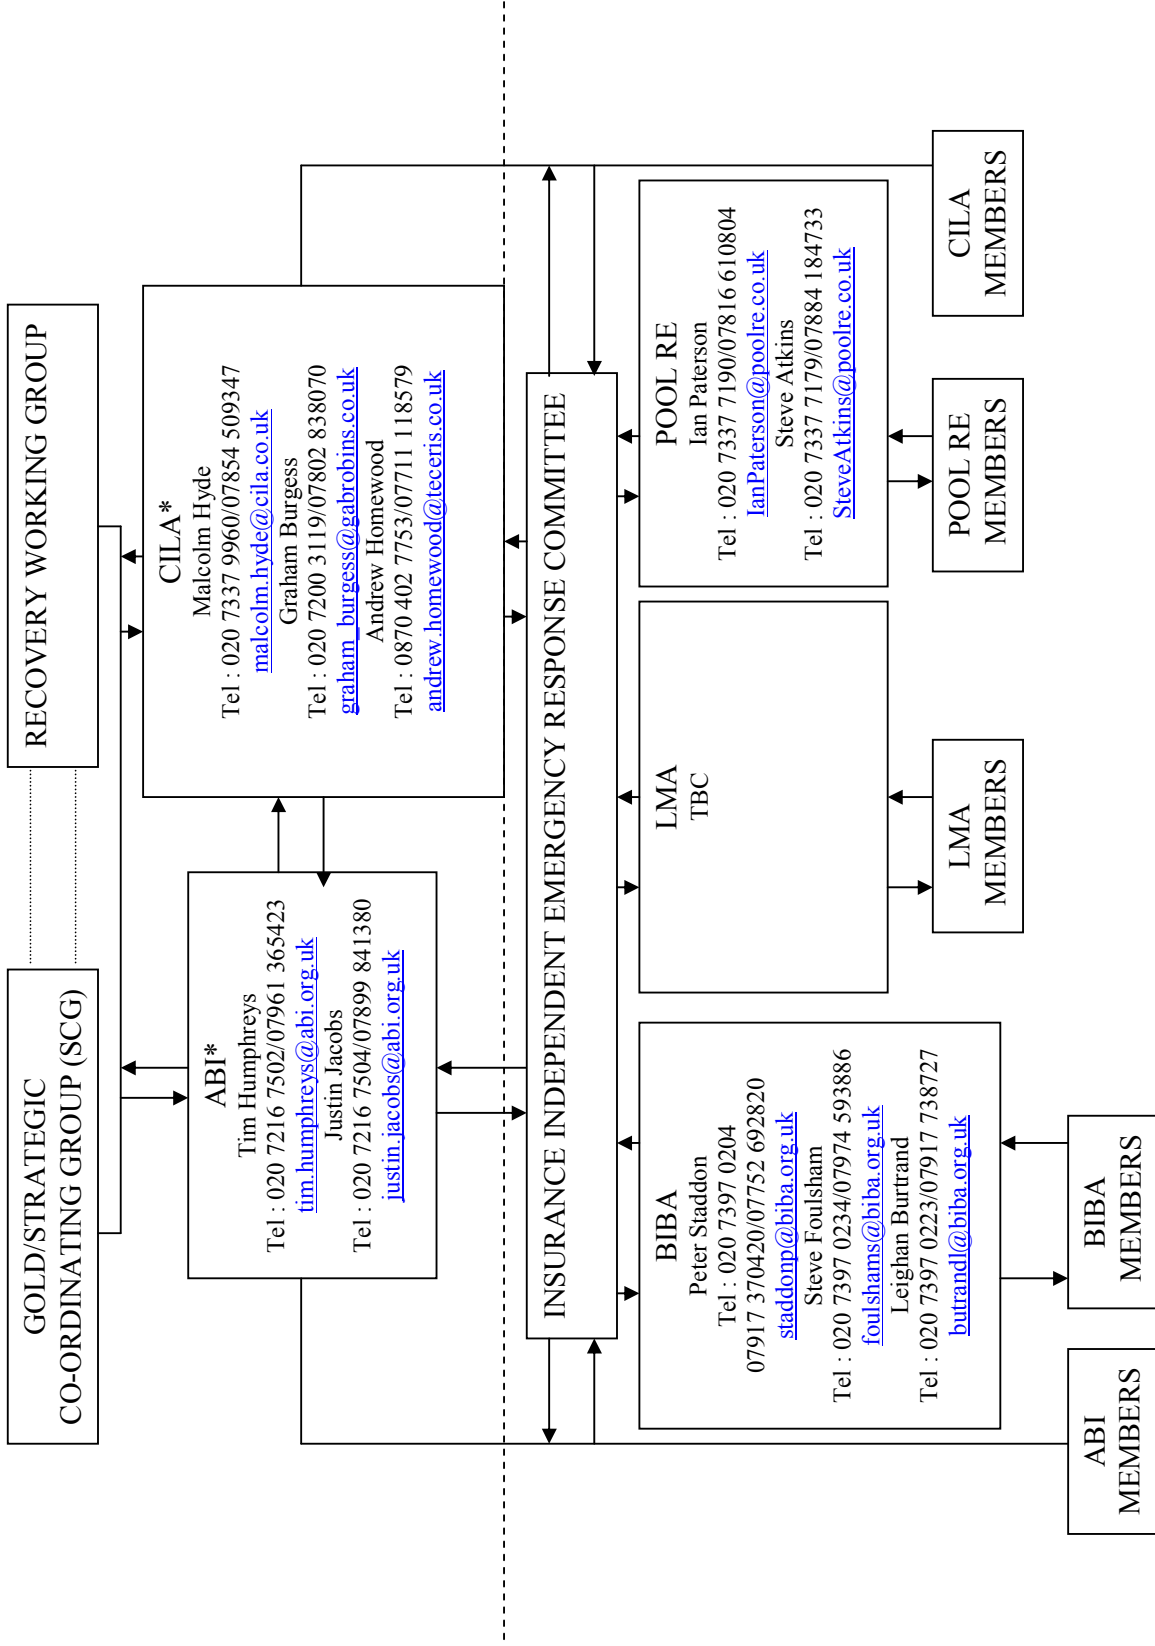 GOLD/STRATEGIC
CO-ORDINATING GROUP (SCG)
RECOVERY WORKING GROUP
ABI*
Tim Humphreys
Tel : 020 7216 7502/07961 365423
tim.humphreys@abi.org.uk
Justin Jacobs
Tel : 020 7216 7504/07899 841380
justin.jacobs@abi.org.uk
CILA*
Malcolm Hyde
Tel : 020 7337 9960/07854 509347
malcolm.hyde@cila.co.uk
Graham Burgess
Tel : 020 7200 3119/07802 838070
graham_burgess@gabrobins.co.uk
Andrew Homewood
Tel : 0870 402 7753/07711 118579
andrew.homewood@teceris.co.uk
INSURANCE INDEPENDENT EMERGENCY RESPONSE COMMITTEE
BIBA
Peter Staddon
Tel : 020 7397 0204
07917 370420/07752 692820
staddonp@biba.org.uk
Steve Foulsham
Tel : 020 7397 0234/07974 593886
foulshams@biba.org.uk
Leighan Burtrand
Tel : 020 7397 0223/07917 738727
butrandl@biba.org.uk
LMA
TBC
POOL RE
Ian Paterson
Tel : 020 7337 7190/07816 610804
IanPaterson@poolre.co.uk
Steve Atkins
Tel : 020 7337 7179/07884 184733
SteveAtkins@poolre.co.uk
ABI
MEMBERS
BIBA
MEMBERS
LMA
MEMBERS
POOL RE
MEMBERS
CILA
MEMBERS